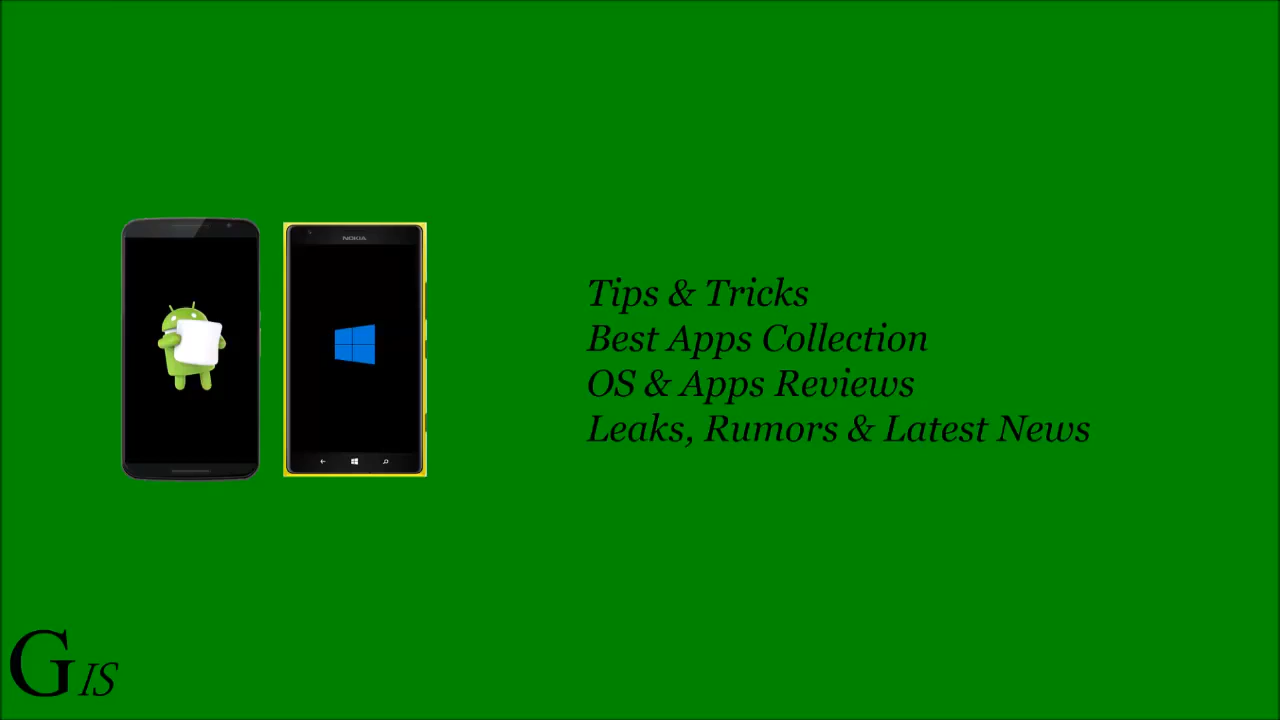 NOKIA
Tips & Tricks
Best Apps Collection
OS & Apps Reviews
Leaks, Rumors & Latest News
GIS